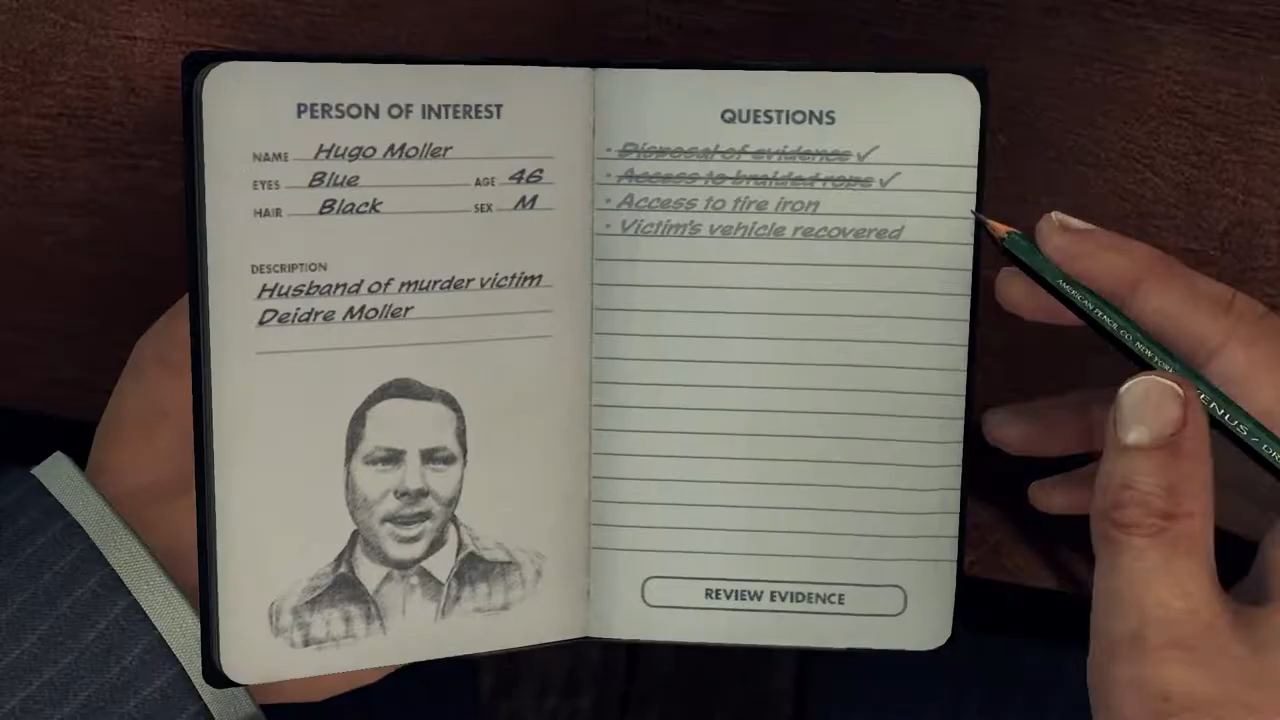 PERSON OF INTEREST
NAME Hugo Moller
EYES Blue AGE 46
HAIR Black SEX M
DESCRIPTION
Husband of murder victim
Deidre Moller
QUESTIONS
· Disposal of evidence ✓
· Access to braided rope ✓
· Access to tire iron
· Victim's vehicle recovered
REVIEW EVIDENCE
AMERICAN PENCIL CO. NEW YORK
VENUS / DR